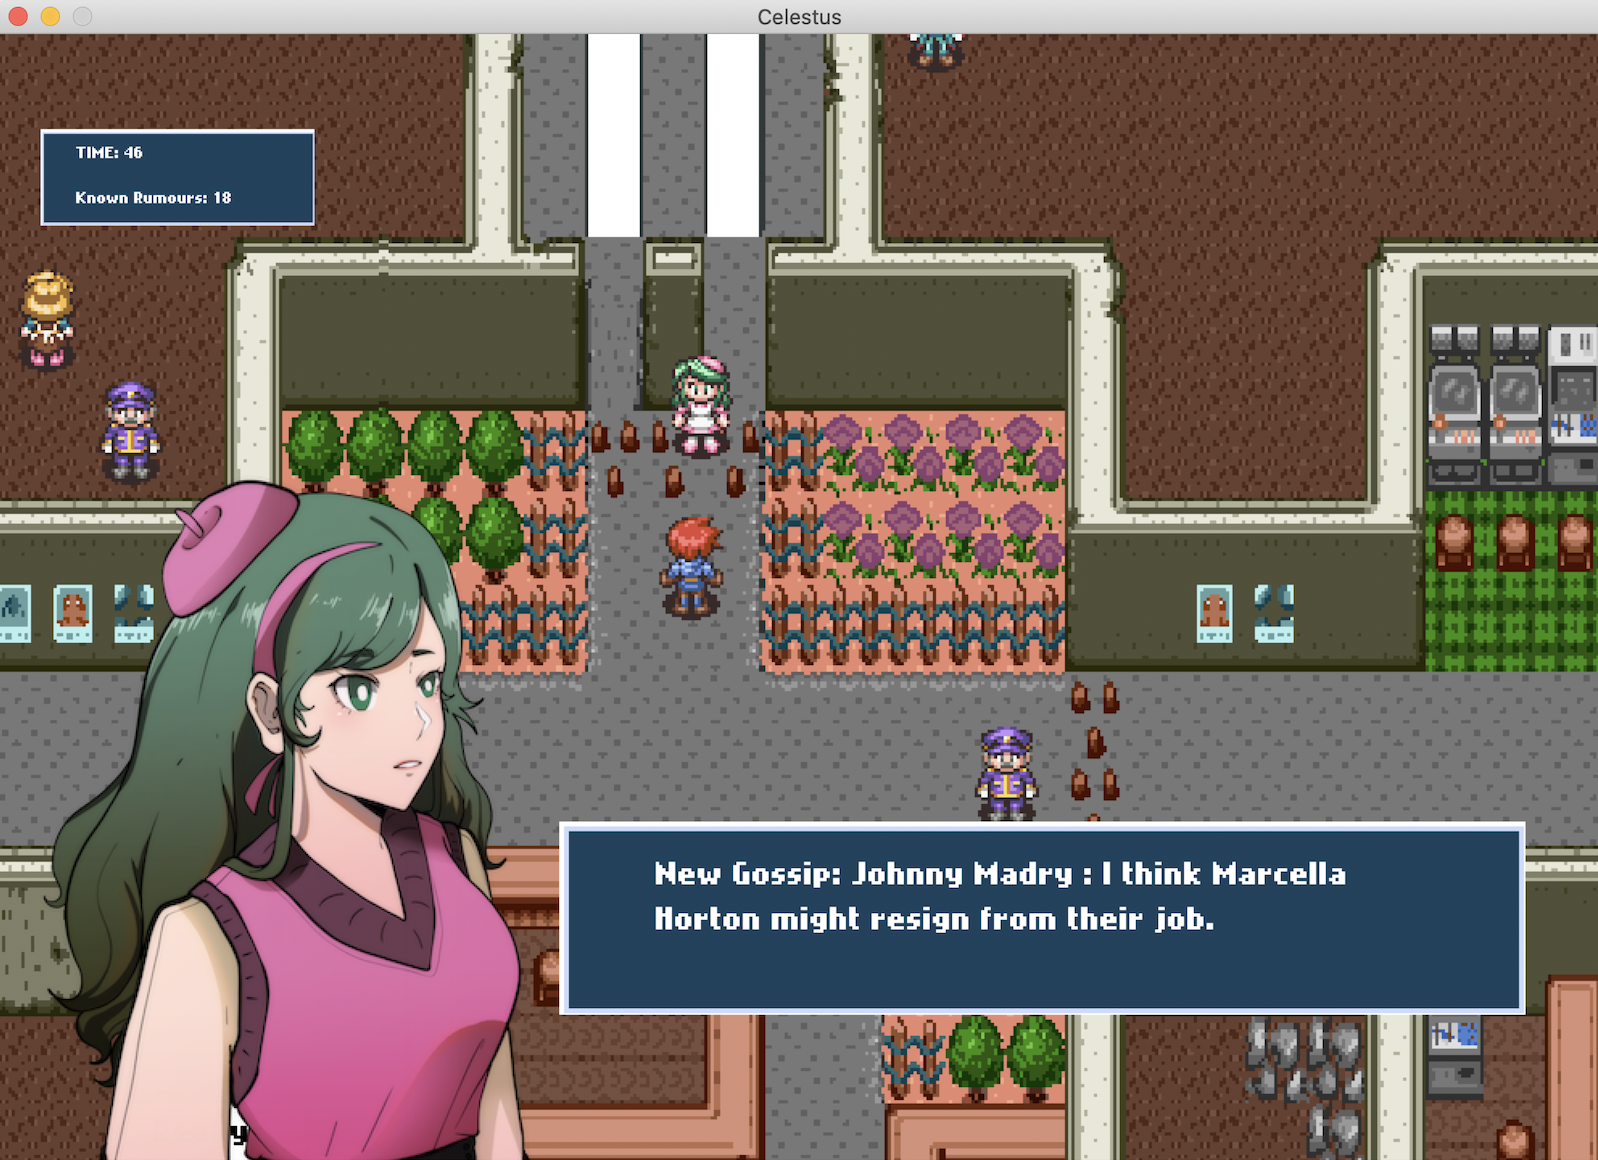 Celestus
TIME: 46
Known Rumours: 18
New Gossip: Johnny Madry : I think Marcella
Horton might resign from their job.